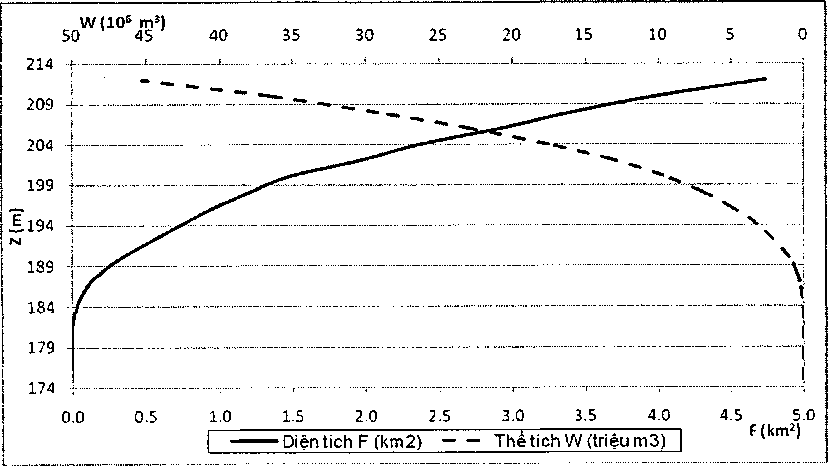 W (10⁶ m³)
50 45 40 35 30 25 20 15 10 5 0
214
209
204
199
194
189
184
179
174
Z (m)
0.0 0.5 1.0 1.5 2.0 2.5 3.0 3.5 4.0 4.5 5.0
F (km²)
Diện tích F (km2) Thể tích W (triệu m3)